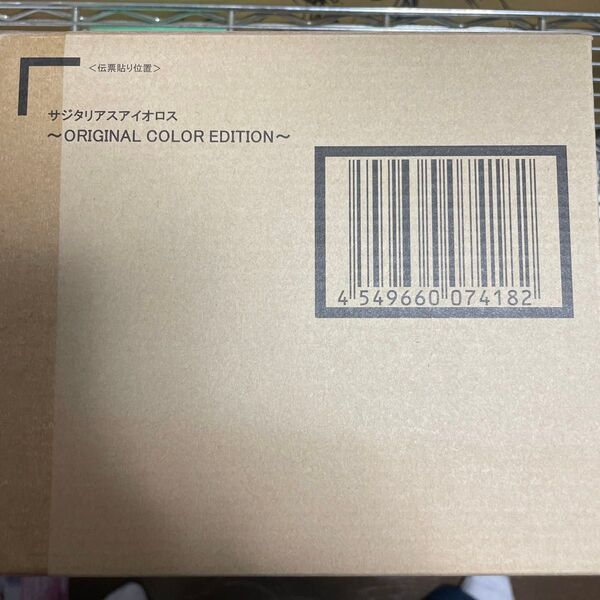 ＜伝票貼り位置＞
サジタリアスアイオロス
～ORIGINAL COLOR EDITION～
4 549660 074182